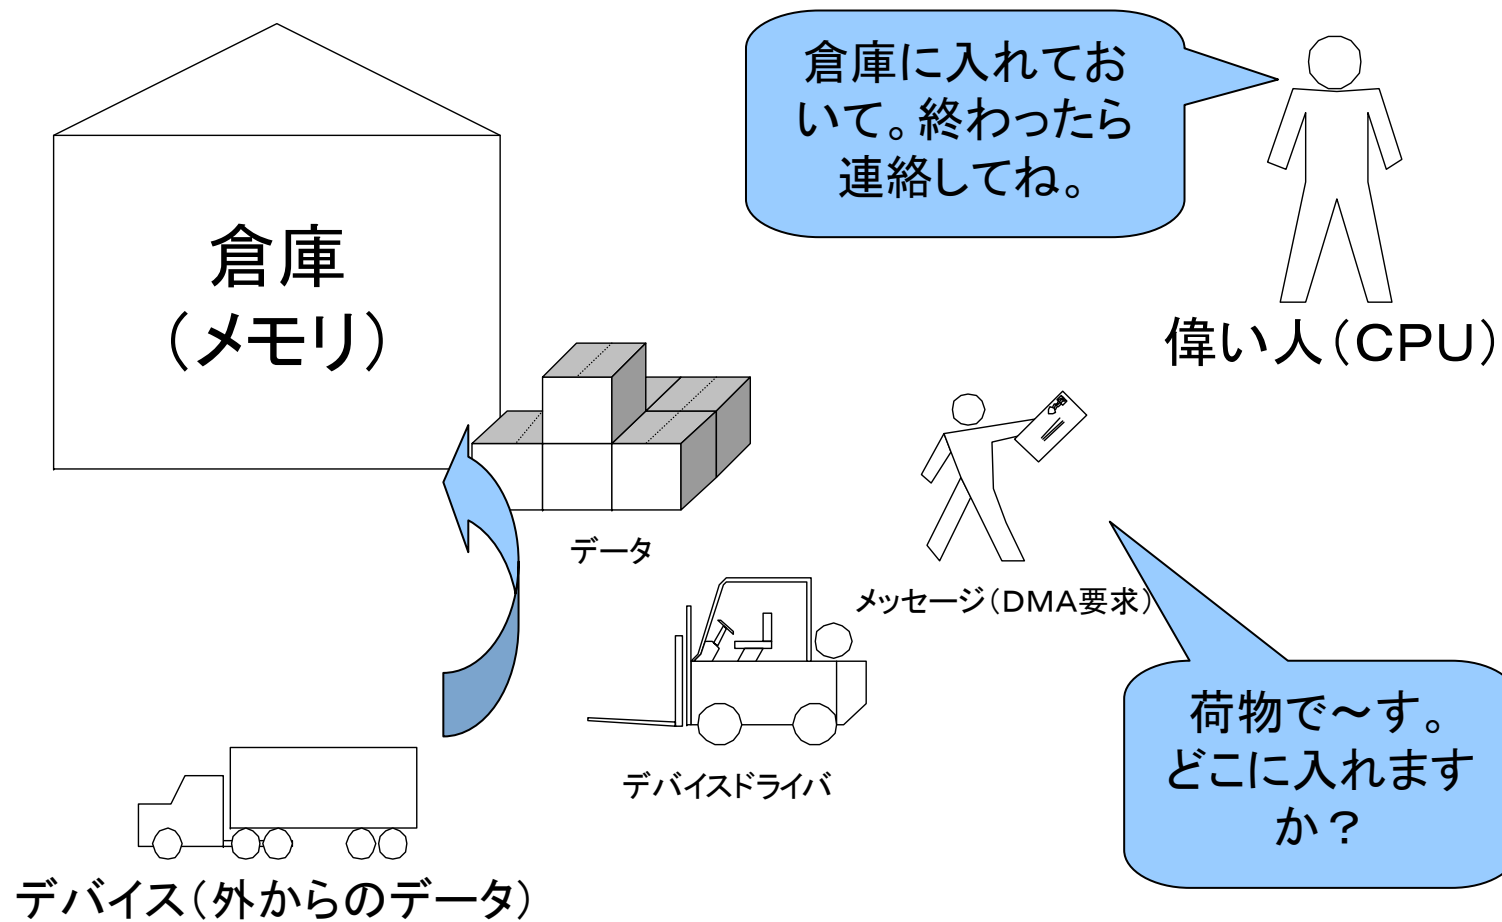 倉庫に入れてお
いて。終わったら
連絡してね。
倉庫
（メモリ）
偉い人（ＣＰＵ）
データ
メッセージ（ＤＭＡ要求）
荷物で～す。
どこに入れます
か？
デバイスドライバ
デバイス（外からのデータ）